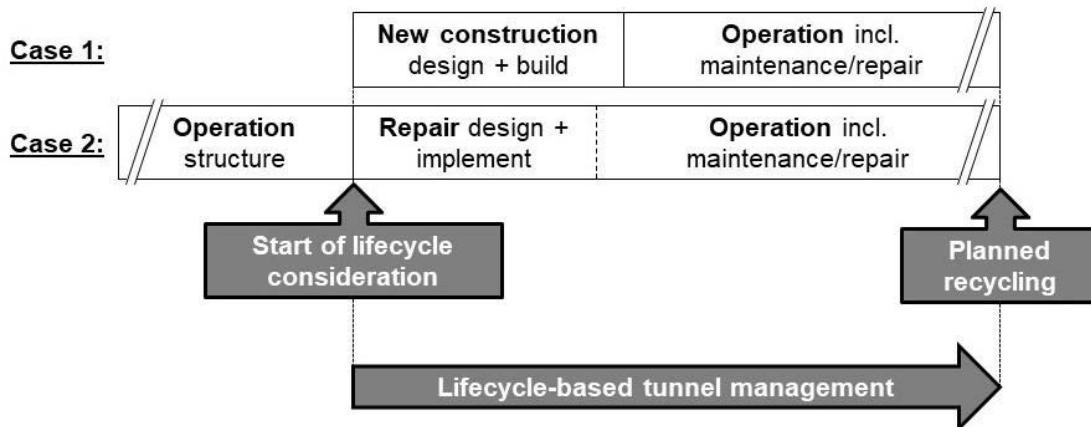 Case 1:
New construction
design + build
Operation incl.
maintenance/repair
Case 2:
Operation
structure
Repair design +
implement
Operation incl.
maintenance/repair
Start of lifecycle
consideration
Planned
recycling
Lifecycle-based tunnel management